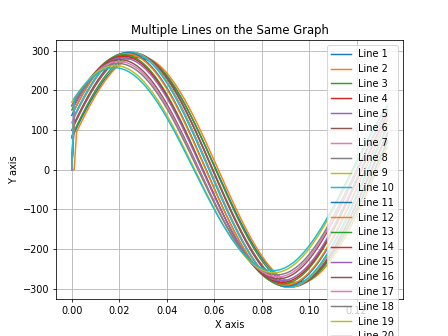 Multiple Lines on the Same Graph
Y axis
300
200
100
0
−100
−200
−300
0.00
0.02
0.04
0.06
0.08
0.10
X axis
Line 1
Line 2
Line 3
Line 4
Line 5
Line 6
Line 7
Line 8
Line 9
Line 10
Line 11
Line 12
Line 13
Line 14
Line 15
Line 16
Line 17
Line 18
Line 19
Line 20